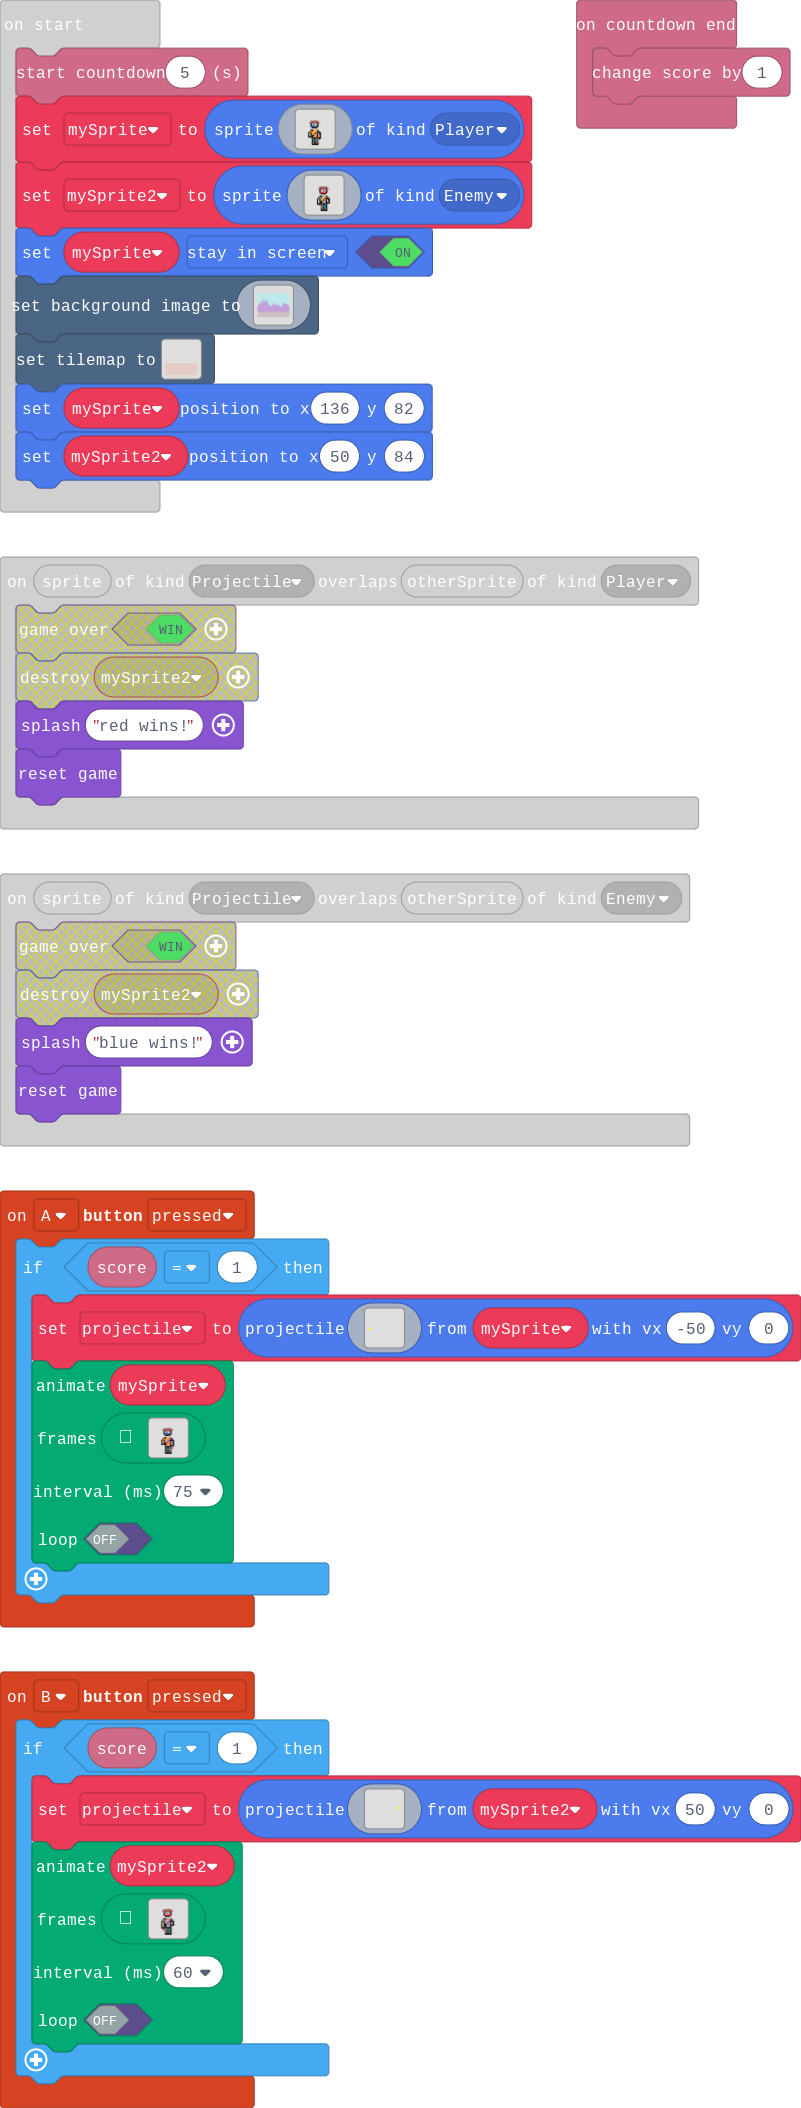 on start
start countdown 5 (s)
set mySprite to sprite of kind Player
set mySprite2 to sprite of kind Enemy
set mySprite stay in screen ON
set background image to
set tilemap to
set mySprite position to x 136 y 82
set mySprite2 position to x 50 y 84
on countdown end
change score by 1
on sprite of kind Projectile overlaps otherSprite of kind Player
game over WIN
destroy mySprite2
splash "red wins!"
reset game
on sprite of kind Projectile overlaps otherSprite of kind Enemy
game over WIN
destroy mySprite2
splash "blue wins!"
reset game
on A button pressed
if score = 1 then
set projectile to projectile from mySprite with vx -50 vy 0
animate mySprite
frames
interval (ms) 75
loop OFF
on B button pressed
if score = 1 then
set projectile to projectile from mySprite2 with vx 50 vy 0
animate mySprite2
frames
interval (ms) 60
loop OFF